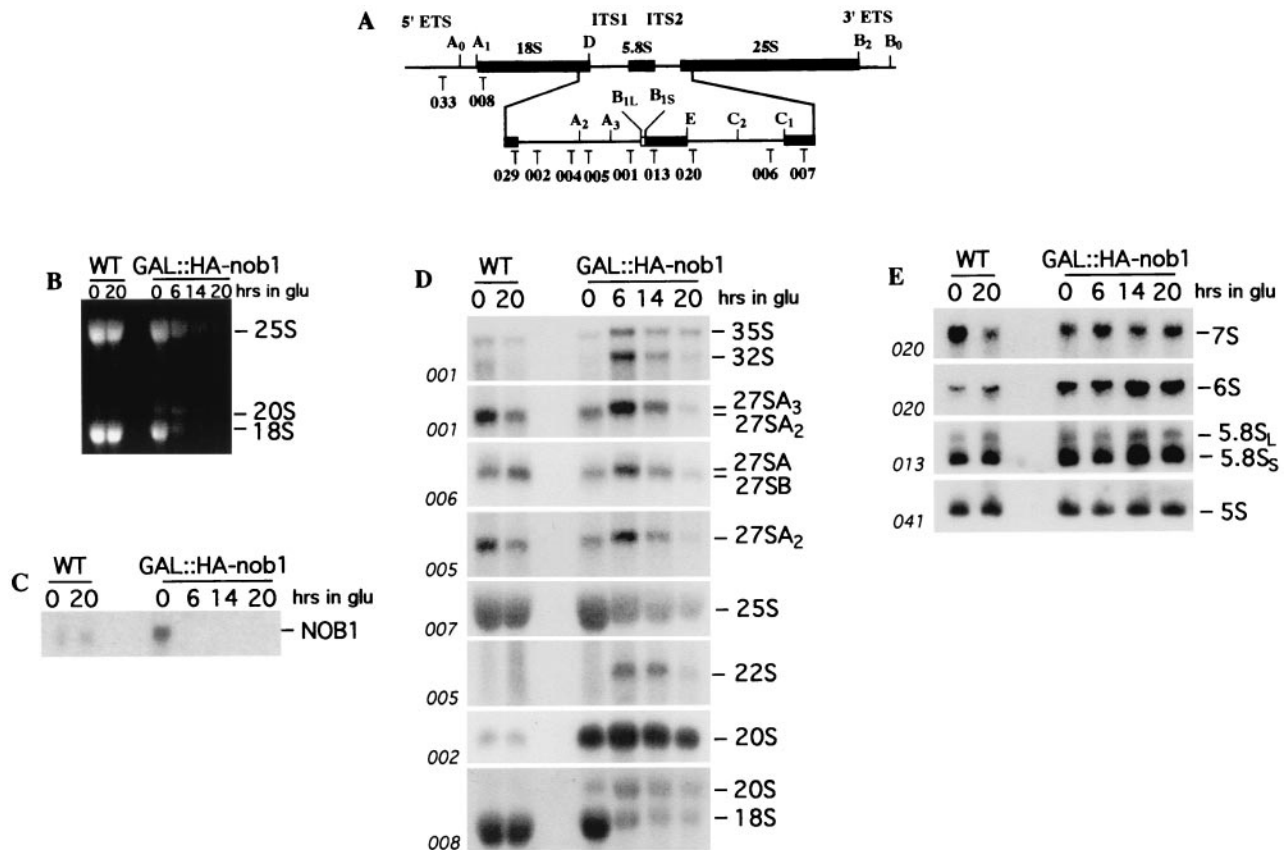 A
5' ETS ITS1 ITS2 3' ETS
A0 A1 18S D 5.8S 25S B2 B0
033 008
B1L B1S
A2 A3 E C2 C1
029 002 004 005 001 013 020 006 007
B
WT GAL::HA-nob1
0 20 0 6 14 20 hrs in glu
25S
20S
18S
C
WT GAL::HA-nob1
0 20 0 6 14 20 hrs in glu
NOB1
D
WT GAL::HA-nob1
0 20 0 6 14 20 hrs in glu
35S
32S
001
27SA3
27SA2
001
27SA
27SB
006
27SA2
005
25S
007
22S
005
20S
002
20S
18S
008
E
WT GAL::HA-nob1
0 20 0 6 14 20 hrs in glu
7S
020
6S
020
5.8SL
5.8SS
013
5S
041